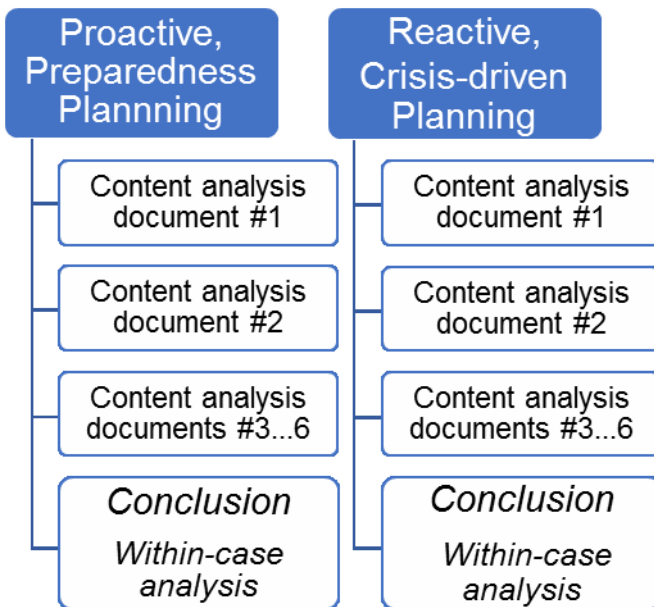 Proactive,
Preparedness
Plannning
Content analysis
document #1
Content analysis
document #2
Content analysis
documents #3...6
Conclusion
Within-case
analysis
Reactive,
Crisis-driven
Planning
Content analysis
document #1
Content analysis
document #2
Content analysis
documents #3...6
Conclusion
Within-case
analysis